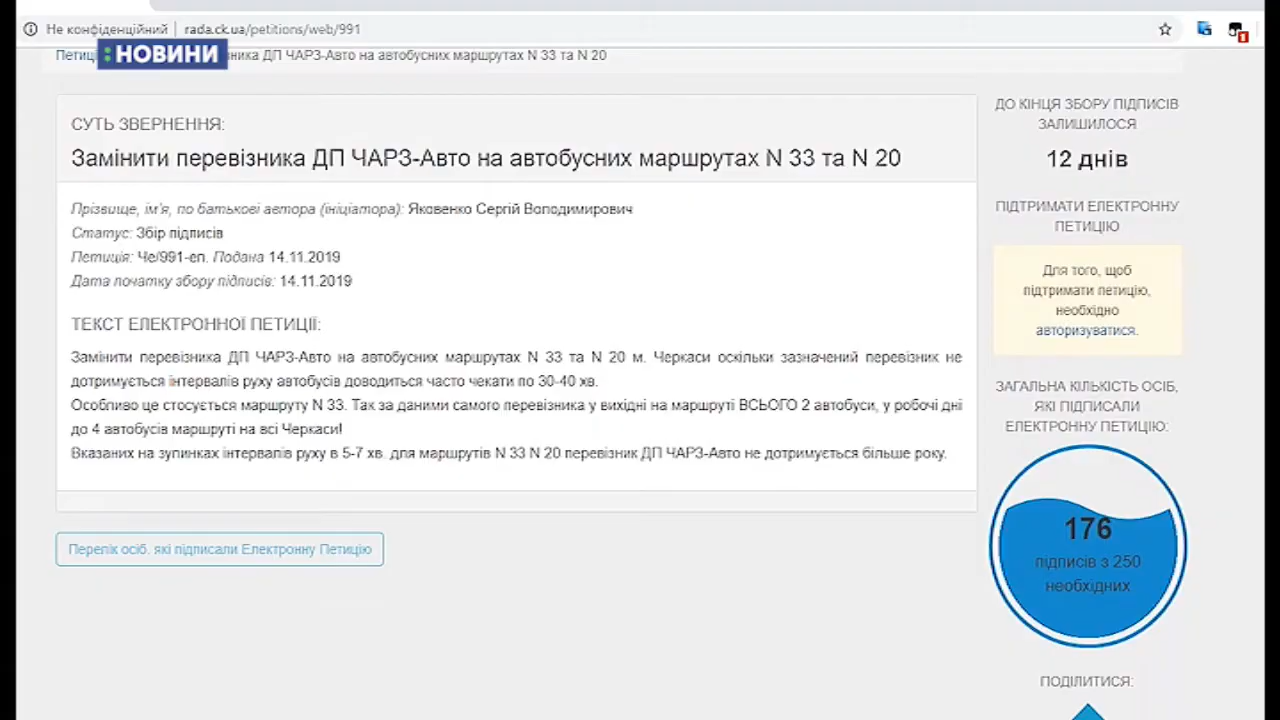 Не конфіденційний | rada.ck.ua/petitions/web/991
Петиц
ника ДП ЧАРЗ-Авто на автобусних маршрутах N 33 та N 20
: НОВИНИ
СУТЬ ЗВЕРНЕННЯ:
Замінити перевізника ДП ЧАРЗ-Авто на автобусних маршрутах N 33 та N 20
Прізвище, ім'я, по батькові автора (ініціатора): Яковенко Сергій Володимирович
Статус: Збір підписів
Петиція: Че/991-еп. Подана 14.11.2019
Дата початку збору підписів: 14.11.2019
ТЕКСТ ЕЛЕКТРОННОЇ ПЕТИЦІЇ:
Замінити перевізника ДП ЧАРЗ-Авто на автобусних маршрутах N 33 та N 20 м. Черкаси оскільки зазначений перевізник не
дотримується інтервалів руху автобусів доводиться часто чекати по 30-40 хв.
Особливо це стосується маршруту N 33. Так за даними самого перевізника у вихідні на маршруті ВСЬОГО 2 автобуси, у робочі дні
до 4 автобусів маршруті на всі Черкаси!
Вказаних на зупинках інтервалів руху в 5-7 хв. для маршрутів N 33 N 20 перевізник ДП ЧАРЗ-Авто не дотримується більше року.
Перелік осіб, які підписали Електронну Петицію
ДО КІНЦЯ ЗБОРУ ПІДПИСІВ
ЗАЛИШИЛОСЯ
12 днів
ПІДТРИМАТИ ЕЛЕКТРОННУ
ПЕТИЦІЮ
Для того, щоб
підтримати петицію,
необхідно
авторизуватися.
ЗАГАЛЬНА КІЛЬКІСТЬ ОСІБ,
ЯКІ ПІДПИСАЛИ
ЕЛЕКТРОННУ ПЕТИЦІЮ:
176
підписів з 250
необхідних
ПОДІЛИТИСЯ: